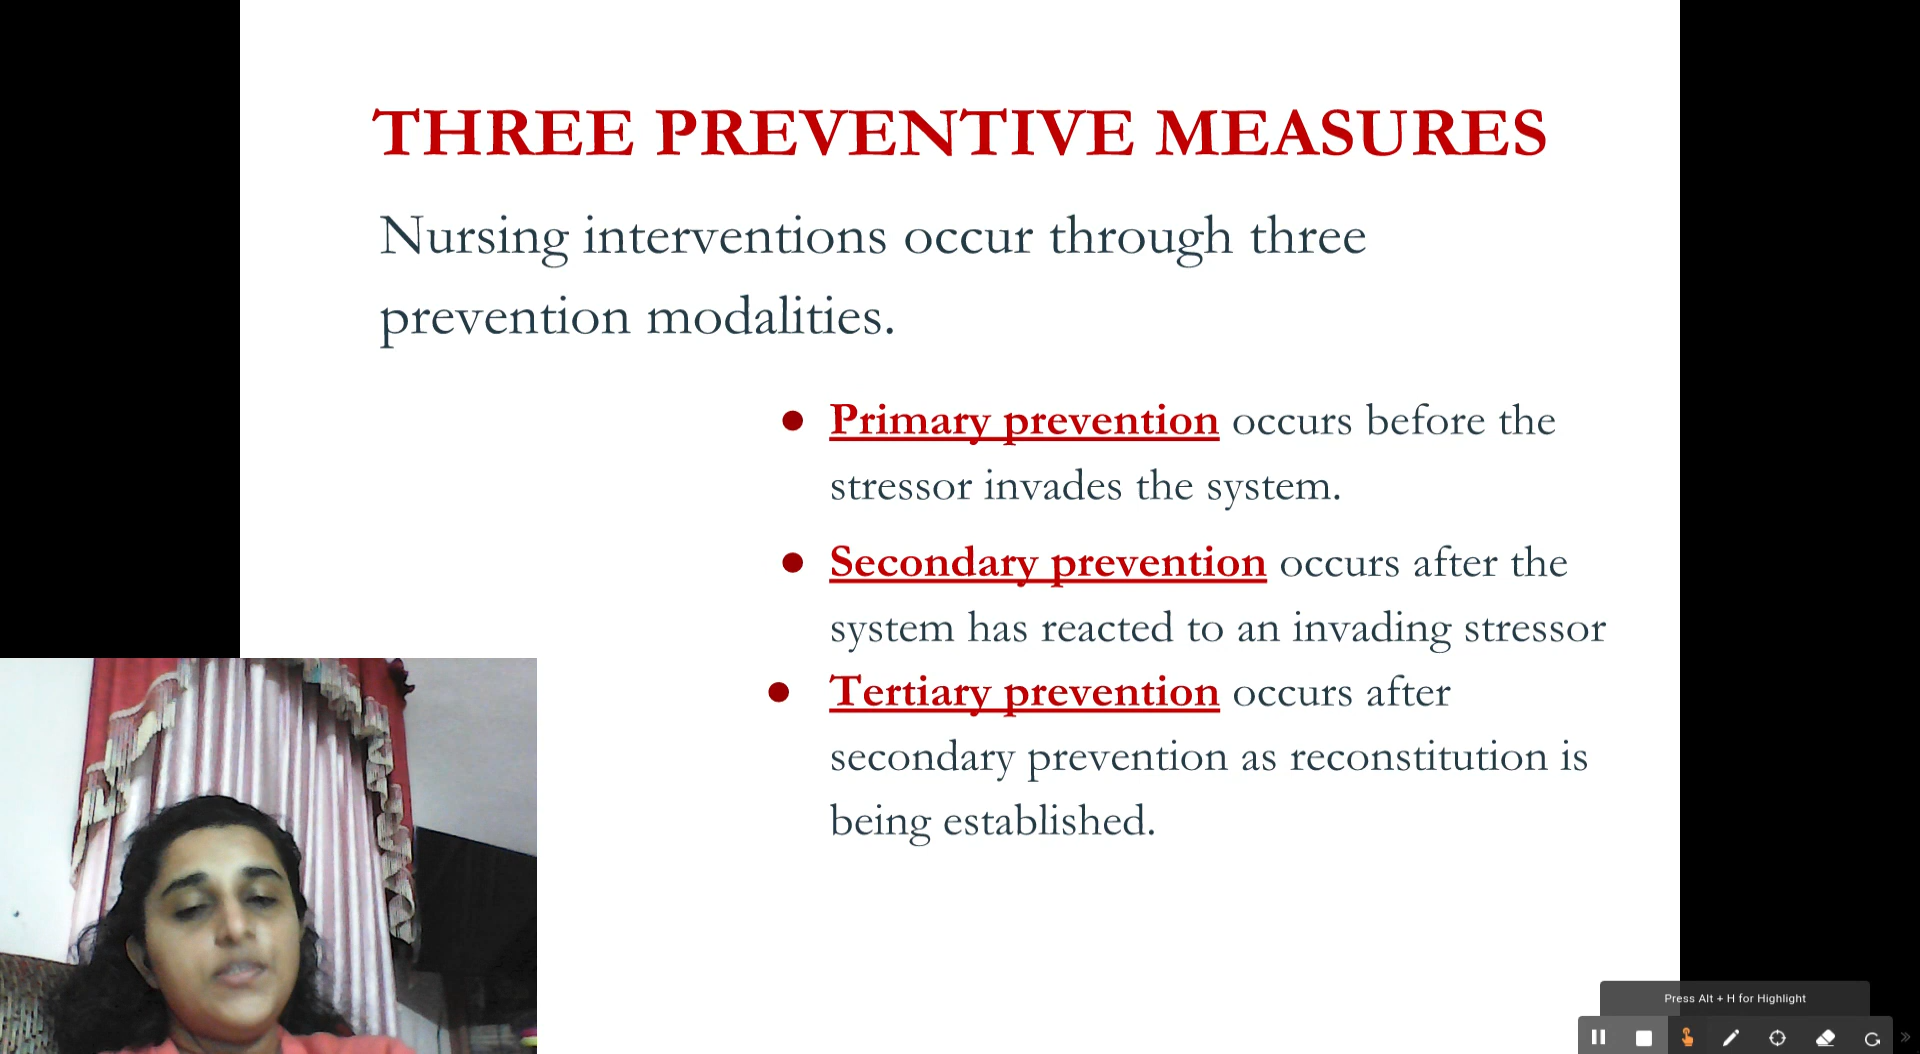 THREE PREVENTIVE MEASURES
Nursing interventions occur through three
prevention modalities.
● Primary prevention occurs before the
stressor invades the system.
● Secondary prevention occurs after the
system has reacted to an invading stressor
● Tertiary prevention occurs after
secondary prevention as reconstitution is
being established.
Press Alt + H for Highlight